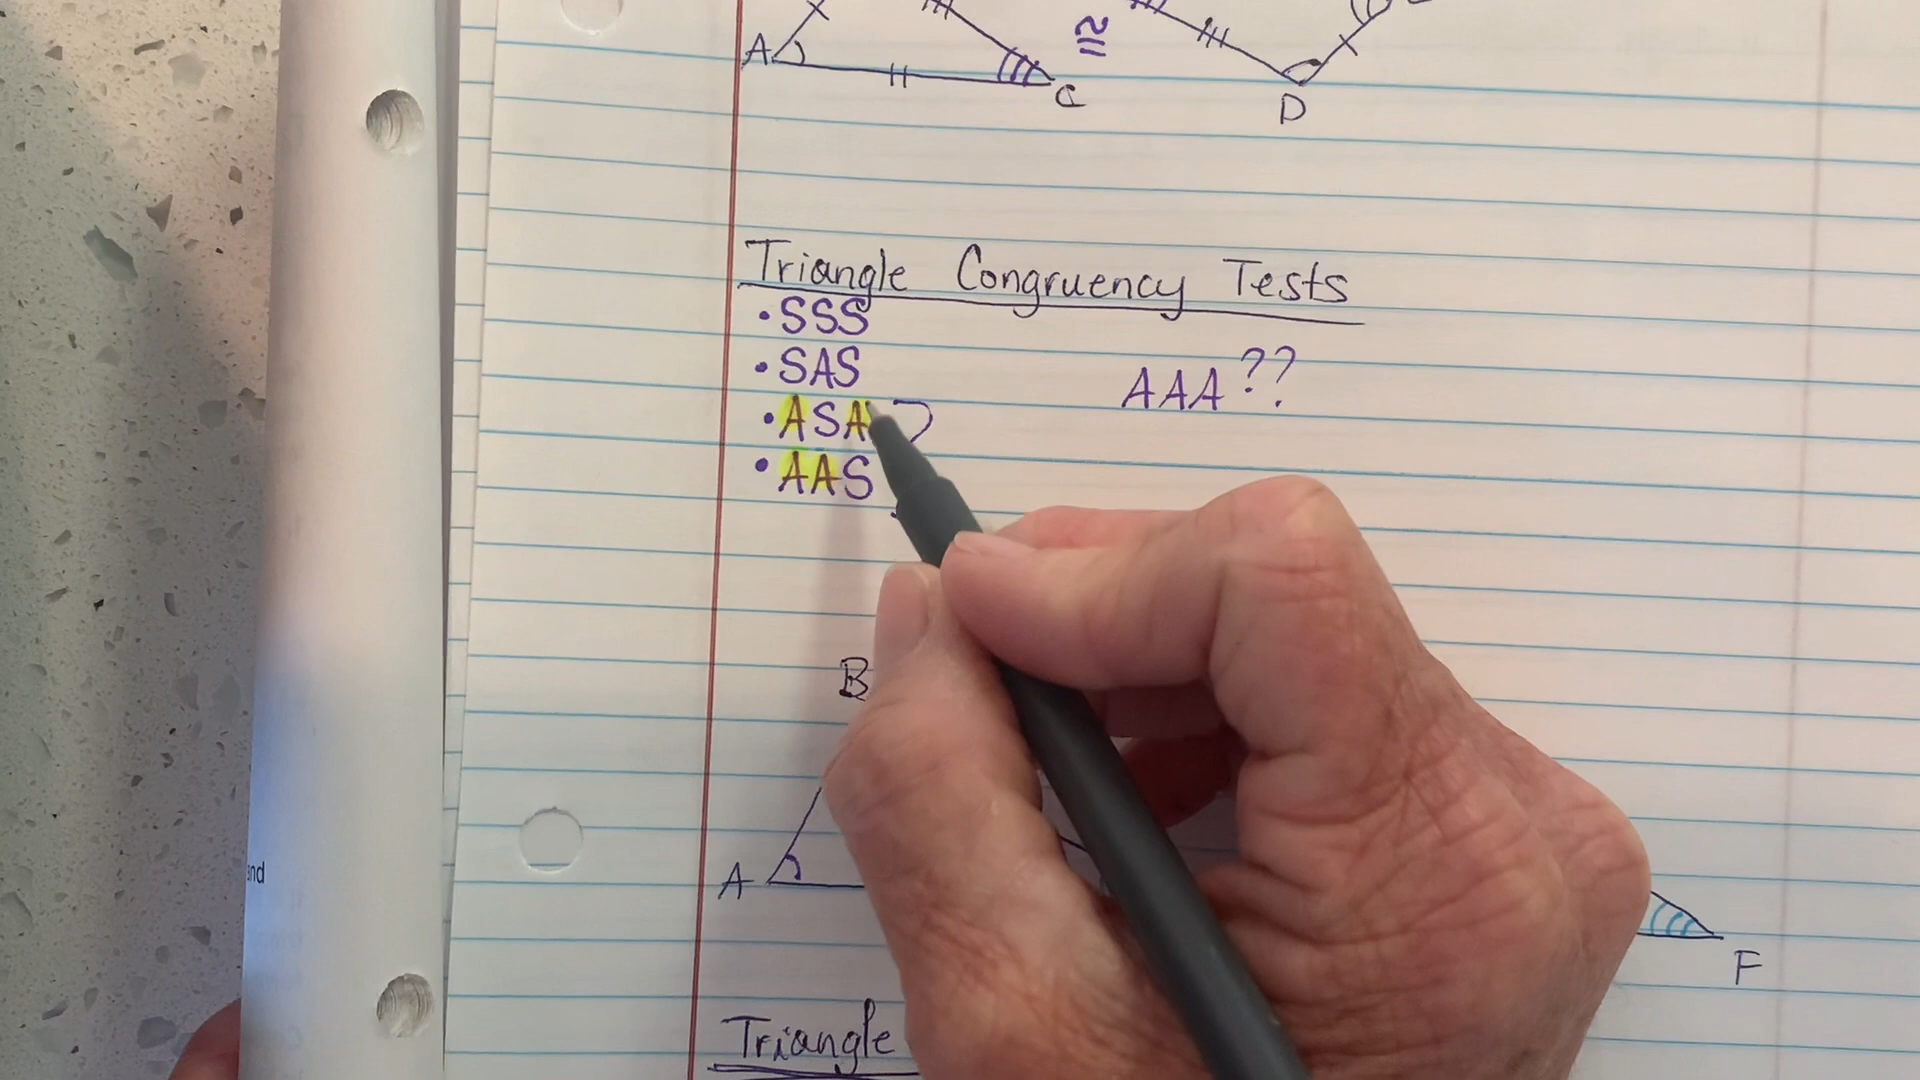 A
≅
C
D
Triangle Congruency Tests
• SSS
• SAS
AAA??
• ASA
• AAS
B
A
and
F
Triangle